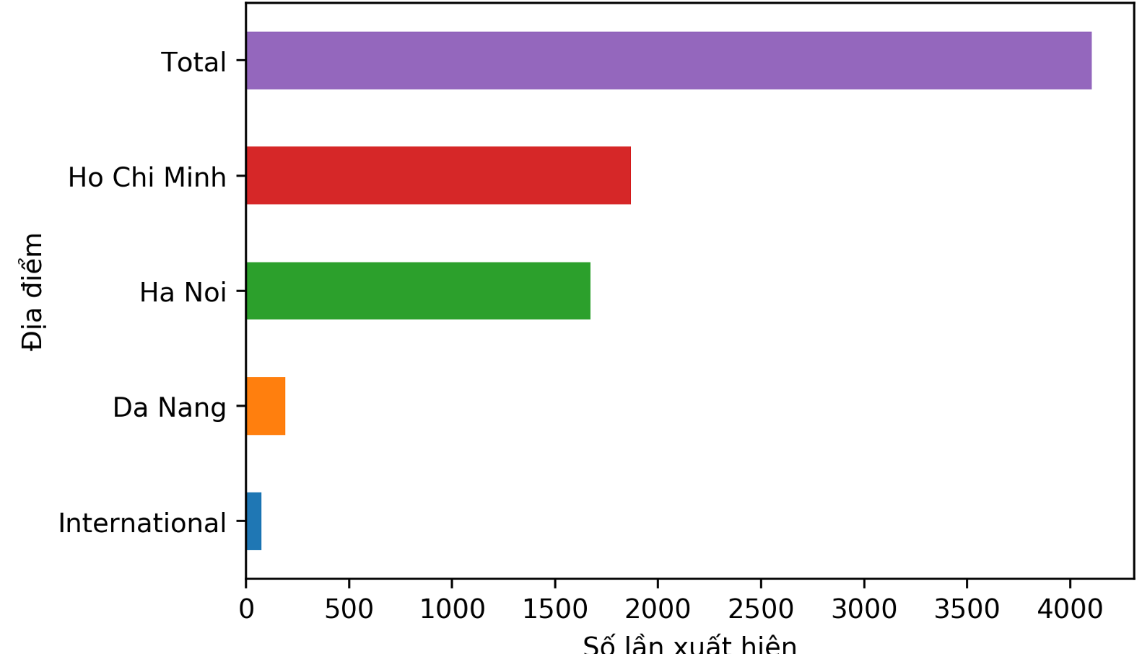 Total
Ho Chi Minh
Ha Noi
Da Nang
International
Địa điểm
0 500 1000 1500 2000 2500 3000 3500 4000
Số lần xuất hiện